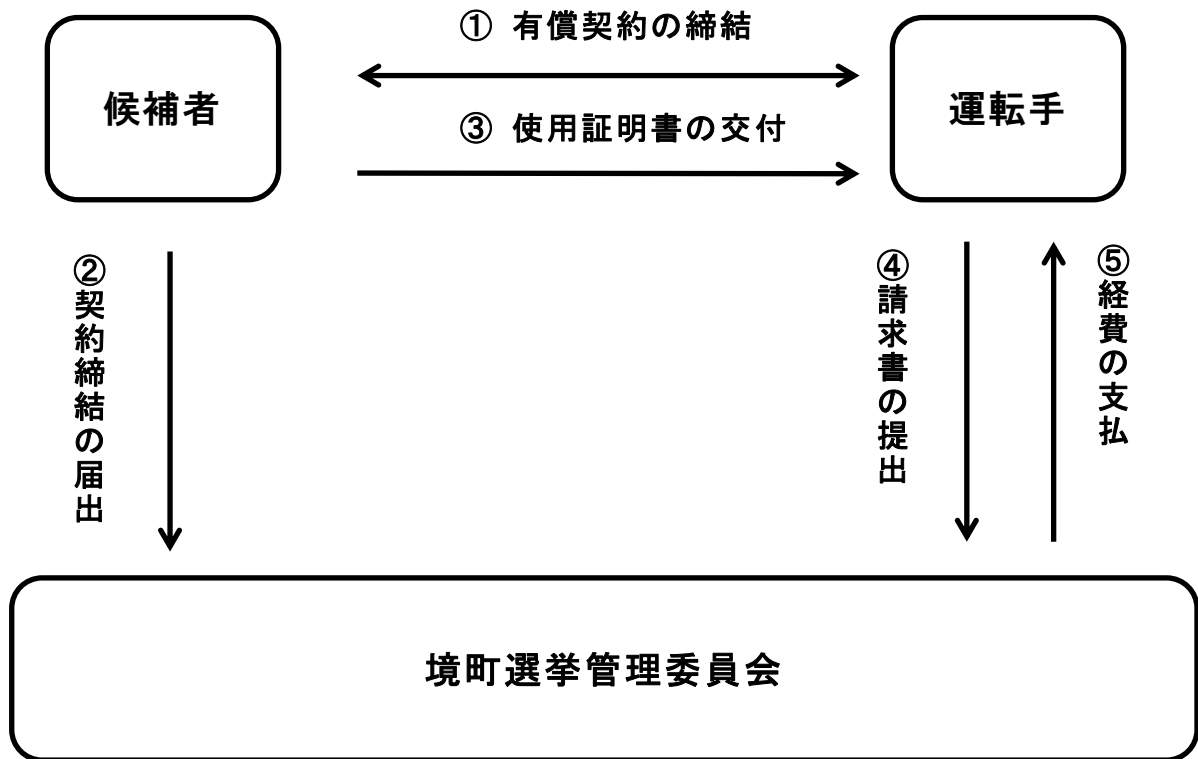 ① 有償契約の締結
候補者
運転手
③ 使用証明書の交付
②契約締結の届出
④請求書の提出
⑤経費の支払
境町選挙管理委員会